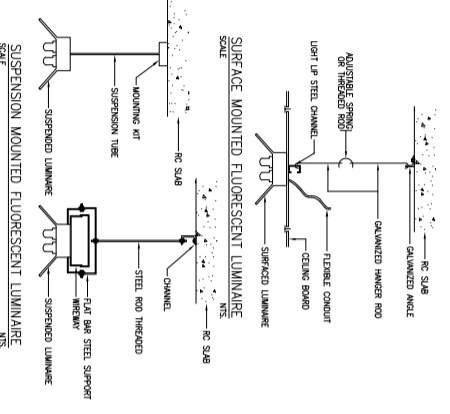 RC SLAB
GALVANIZED ANGLE
GALVANIZED HANGER ROD
FLEXIBLE CONDUIT
CEILING BOARD
SURFACED LUMINAIRE
ADJUSTABLE SPRING
OR THREADED ROD
LIGHT LIP STEEL CHANNEL
SURFACE MOUNTED FLUORESCENT LUMINAIRE
SCALE NTS.
RC SLAB
MOUNTING KIT
SUSPENSION TUBE
SUSPENDED LUMINAIRE
RC SLAB
CHANNEL
STEEL ROD THREADED
FLAT BAR STEEL SUPPORT
WIREWAY
SUSPENDED LUMINAIRE
SUSPENSION MOUNTED FLUORESCENT LUMINAIRE
SCALE NTS.